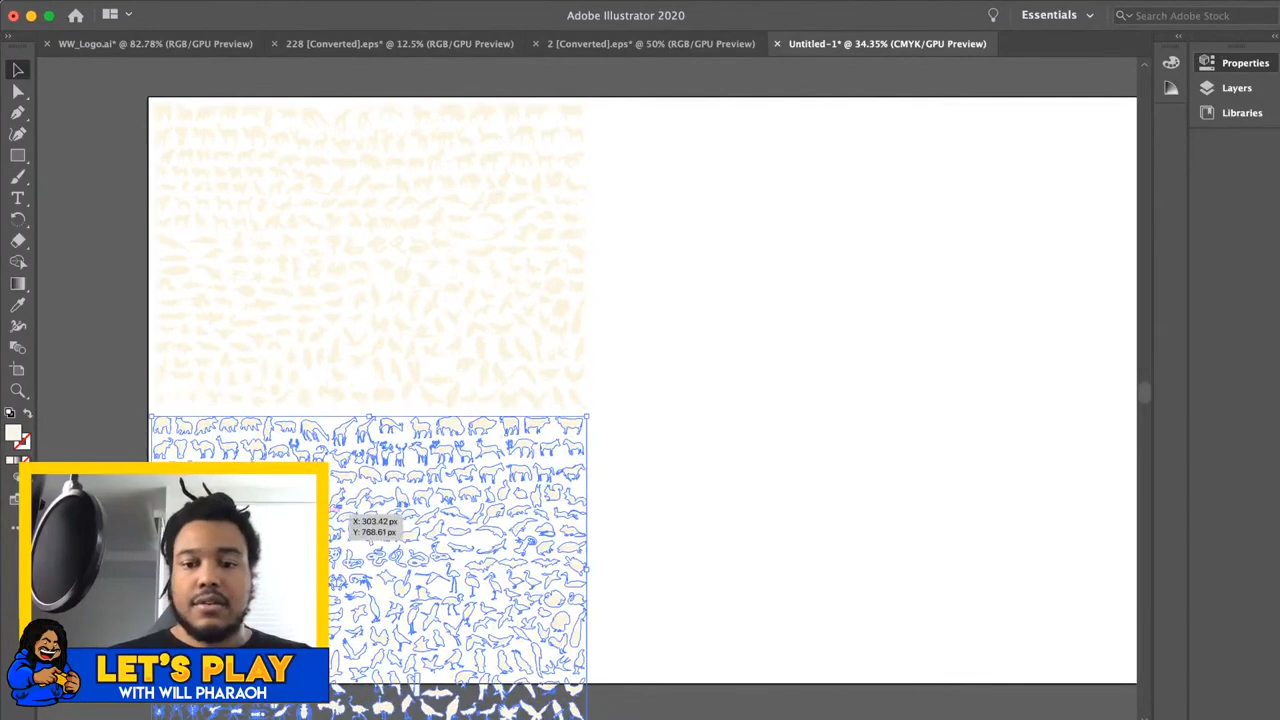 Adobe Illustrator 2020
Essentials
Search Adobe Stock
WW_Logo.ai* @ 82.78% (RGB/GPU Preview)
228 [Converted].eps* @ 12.5% (RGB/GPU Preview)
2 [Converted].eps* @ 50% (RGB/GPU Preview)
Untitled-1* @ 34.35% (CMYK/GPU Preview)
Properties
Layers
Libraries
X: 303.42 px
Y: 768.61 px
LET'S PLAY
WITH WILL PHARAOH